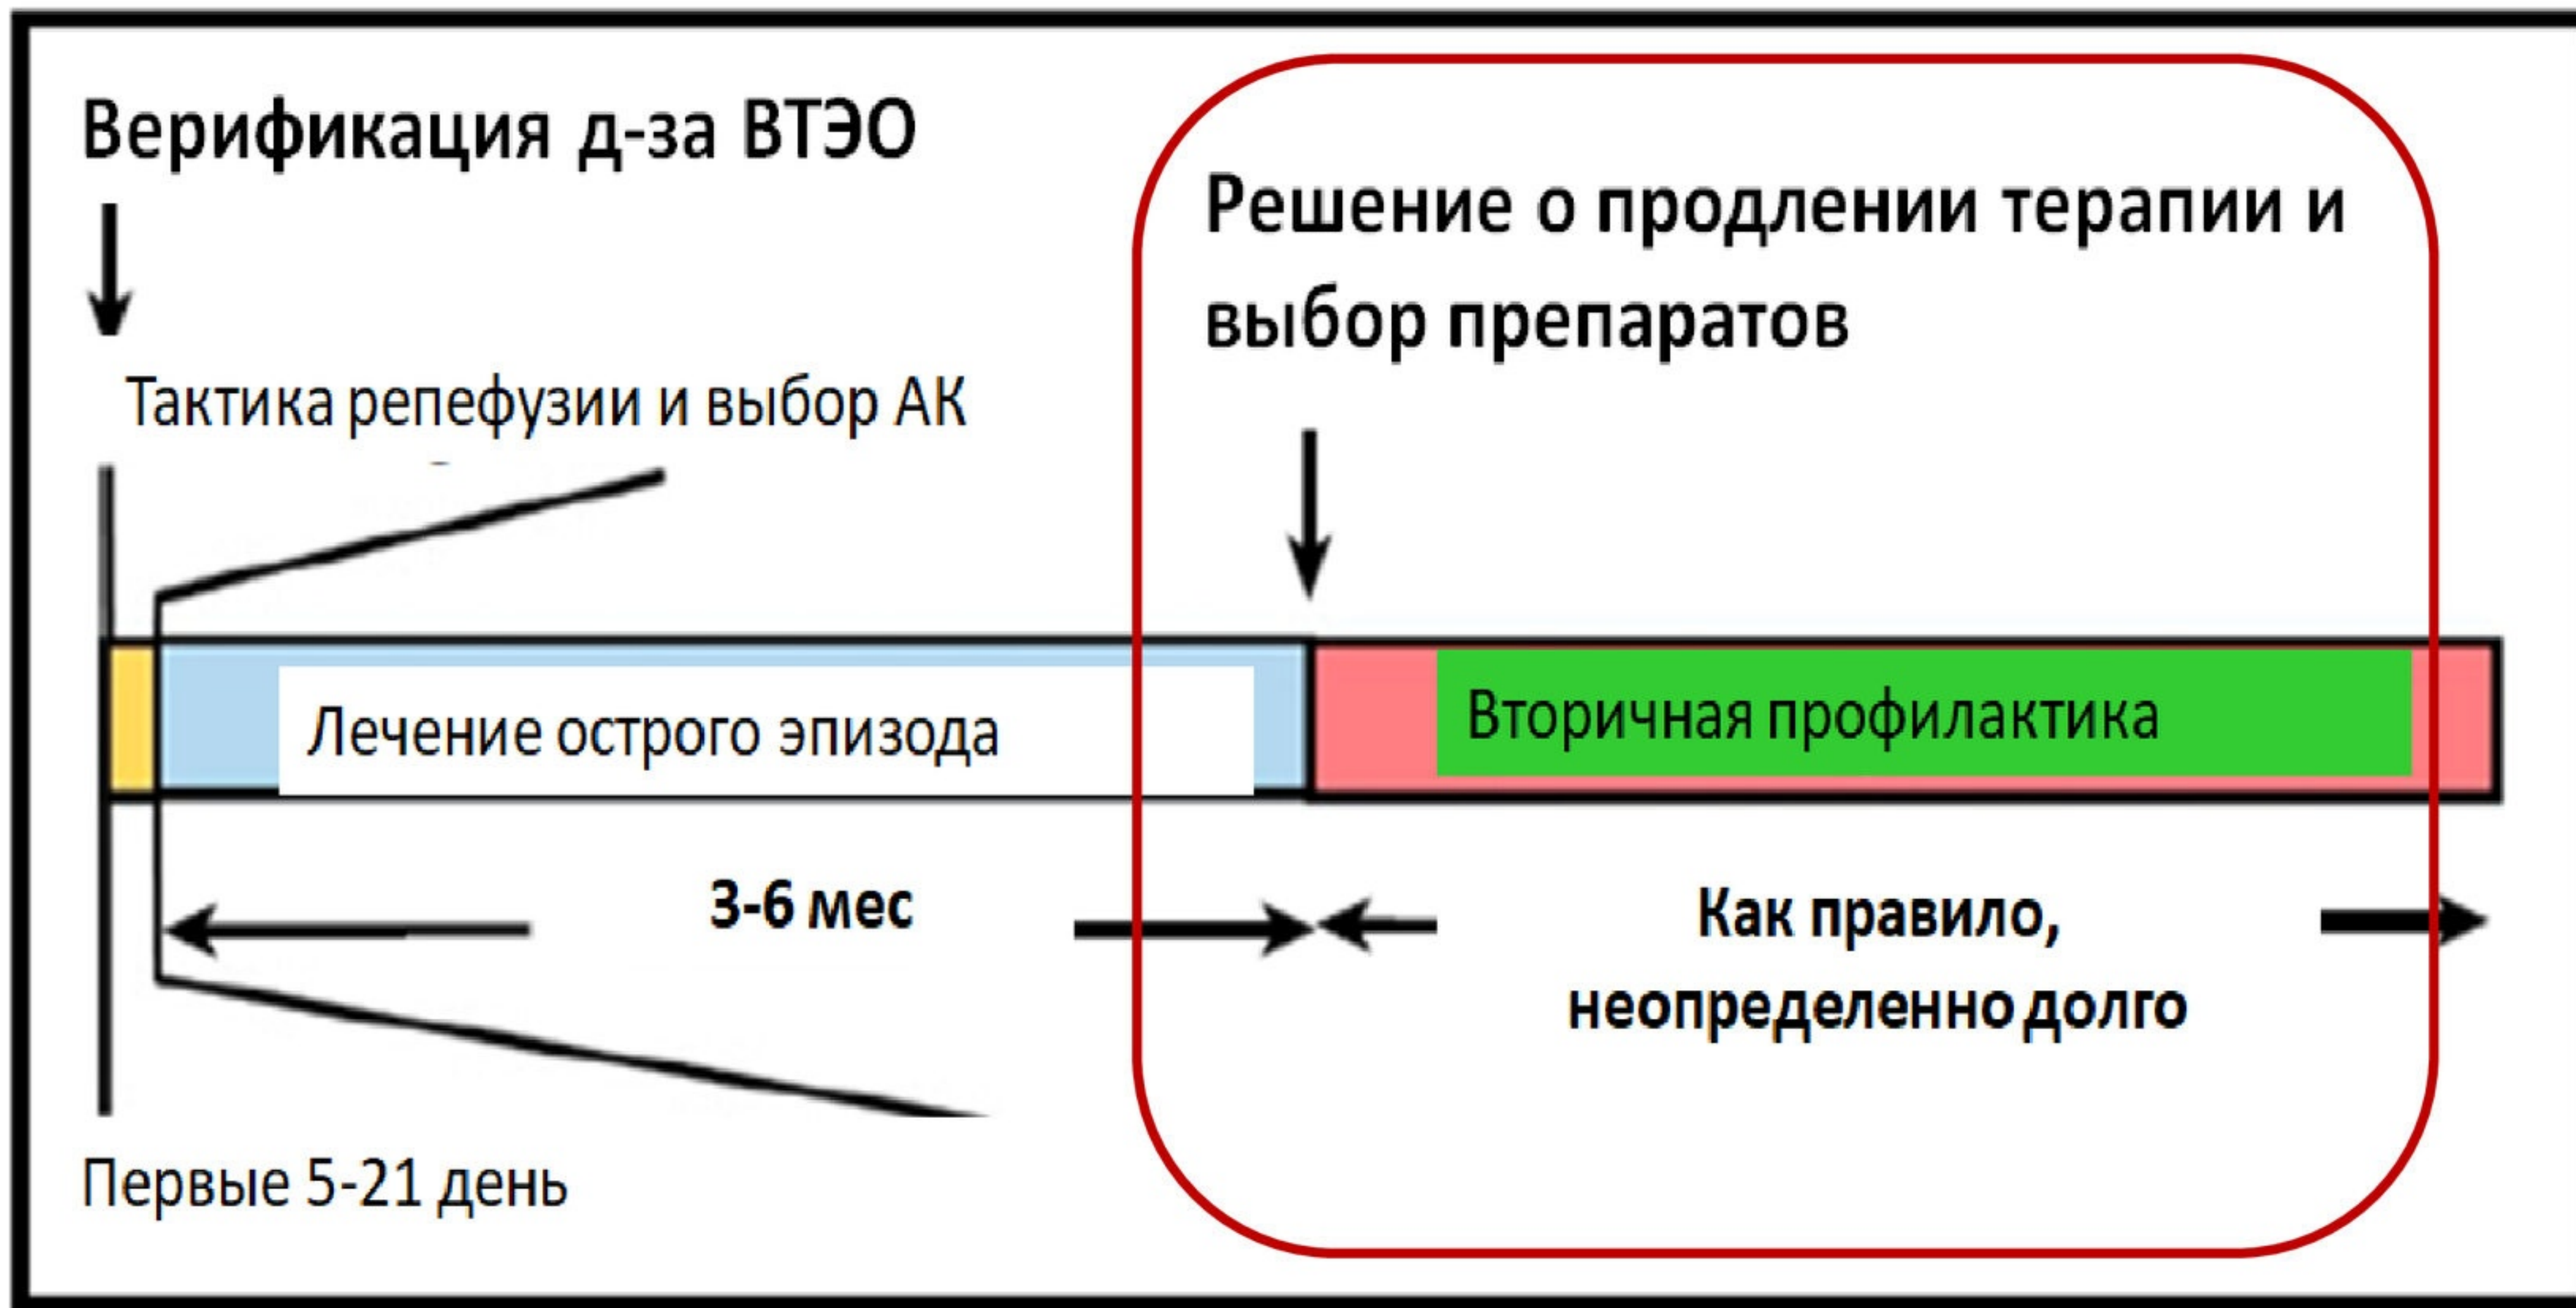 Верификация д-за ВТЭО
Тактика репефузии и выбор АК
Решение о продлении терапии и
выбор препаратов
Лечение острого эпизода
Вторичная профилактика
3-6 мес
Как правило,
неопределенно долго
Первые 5-21 день